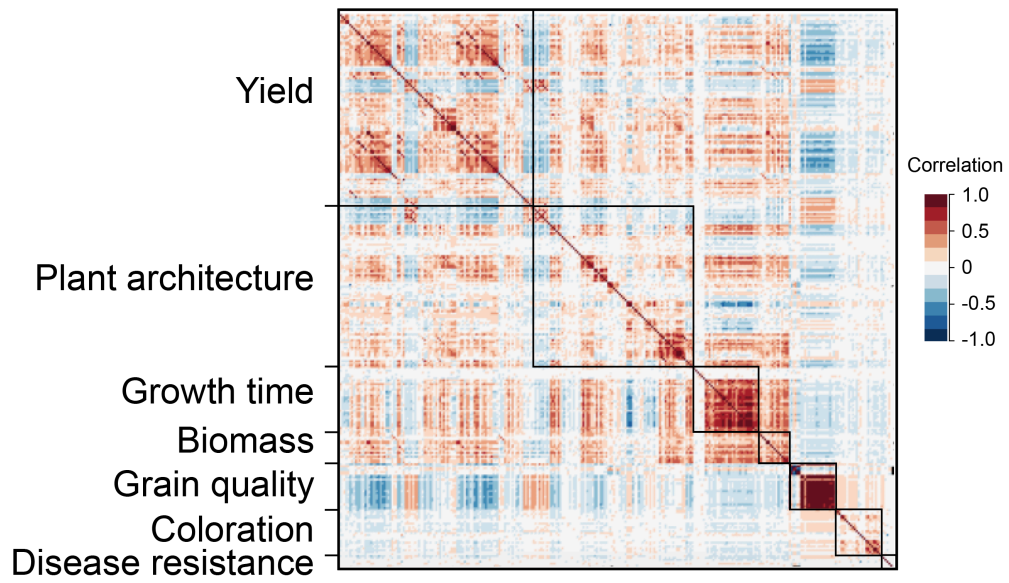 Yield
Plant architecture
Growth time
Biomass
Grain quality
Coloration
Disease resistance
Correlation
1.0
0.5
0
-0.5
-1.0